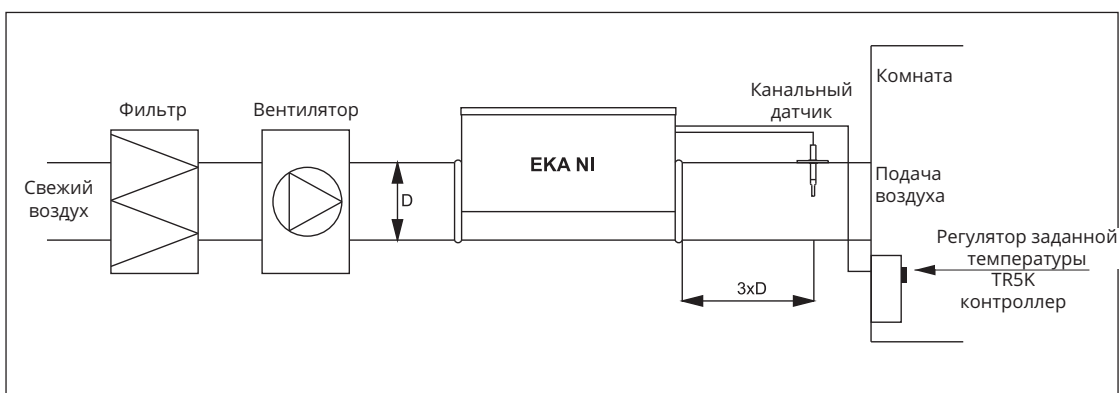 Комната
Канальный
датчик
Фильтр
Вентилятор
EKA NI
Свежий
воздух
D
Подача
воздуха
Регулятор заданной
температуры
TR5K
контроллер
3xD